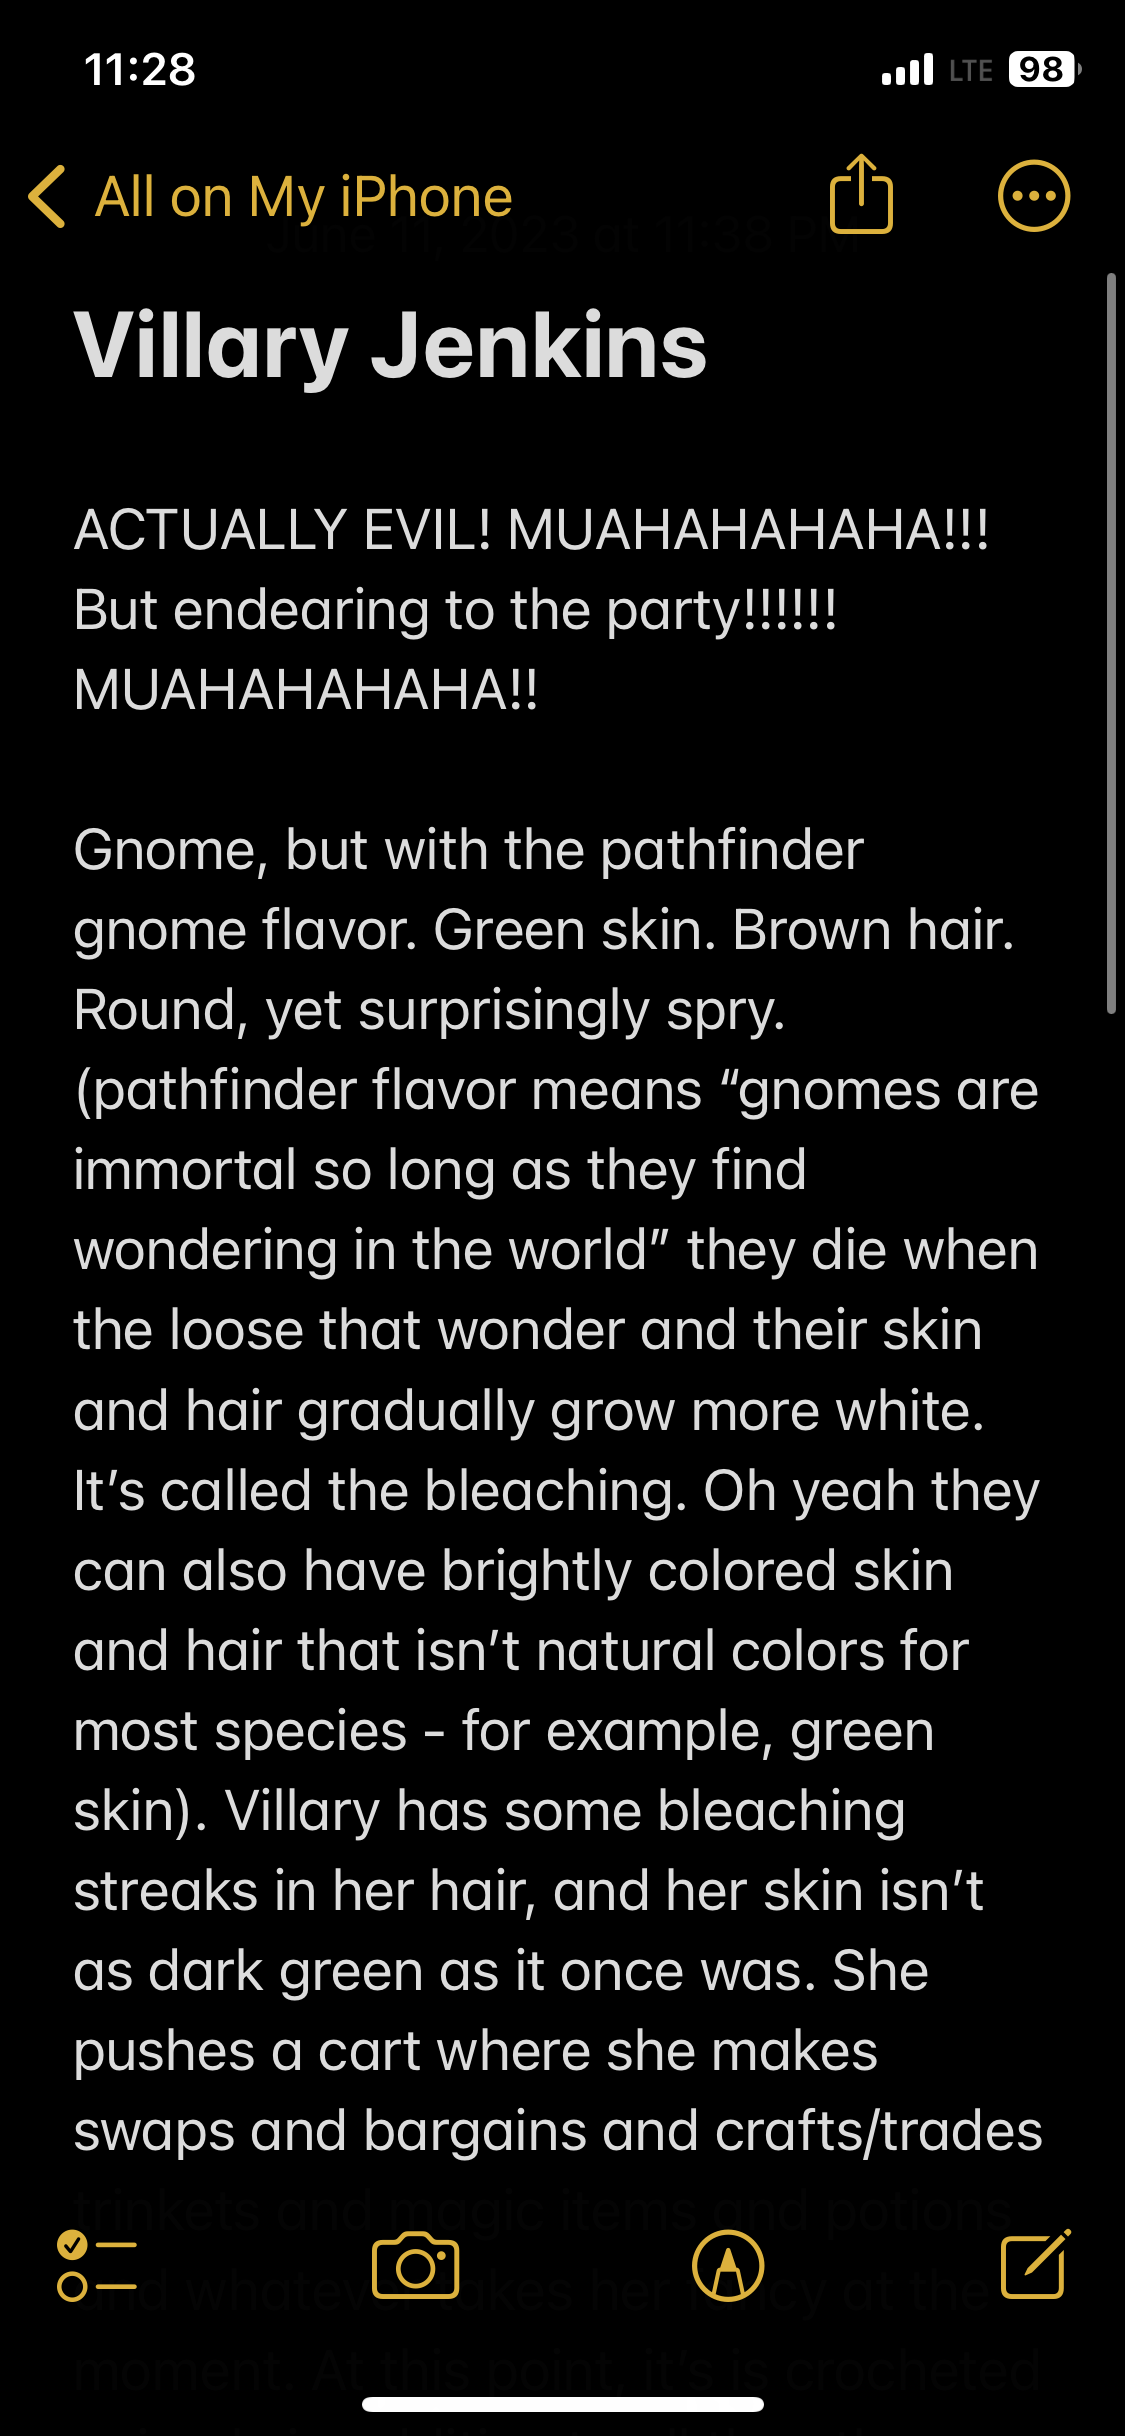 11:28
LTE 98
All on My iPhone
June 11, 2023 at 11:38 PM
Villary Jenkins
ACTUALLY EVIL! MUAHAHAHAHA!!!
But endearing to the party!!!!!!
MUAHAHAHAHA!!
Gnome, but with the pathfinder
gnome flavor. Green skin. Brown hair.
Round, yet surprisingly spry.
(pathfinder flavor means “gnomes are
immortal so long as they find
wondering in the world” they die when
the loose that wonder and their skin
and hair gradually grow more white.
It’s called the bleaching. Oh yeah they
can also have brightly colored skin
and hair that isn’t natural colors for
most species - for example, green
skin). Villary has some bleaching
streaks in her hair, and her skin isn’t
as dark green as it once was. She
pushes a cart where she makes
swaps and bargains and crafts/trades
trinkets and magic items and potions
and whatever takes her fancy at the
moment. At this point, it’s is crocheted